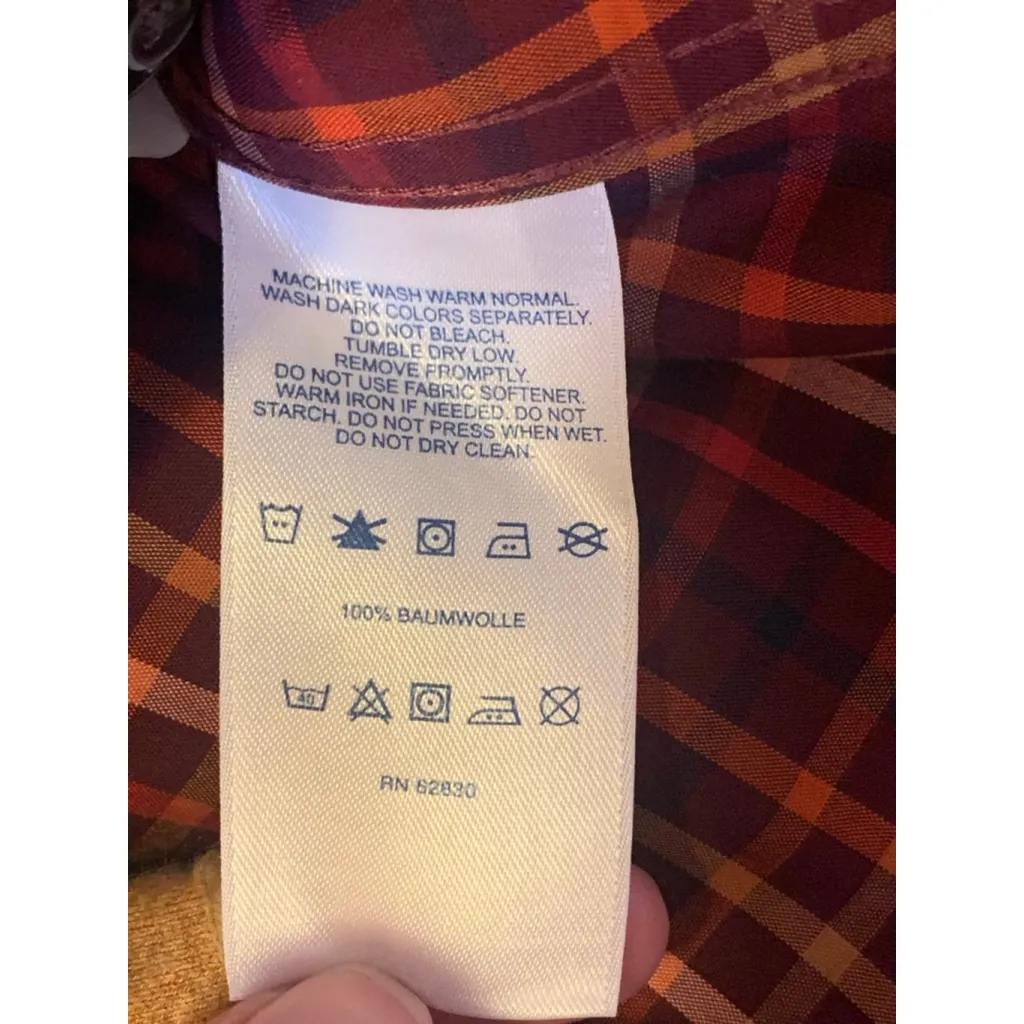 MACHINE WASH WARM NORMAL.
WASH DARK COLORS SEPARATELY.
DO NOT BLEACH.
TUMBLE DRY LOW.
REMOVE PROMPTLY.
DO NOT USE FABRIC SOFTENER.
WARM IRON IF NEEDED. DO NOT
STARCH. DO NOT PRESS WHEN WET.
DO NOT DRY CLEAN.
100% BAUMWOLLE
40
RN 62830